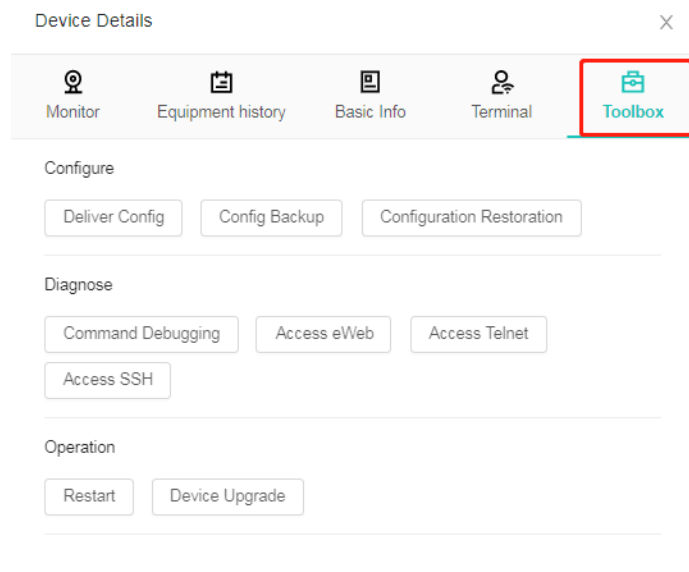 Device Details
Monitor Equipment history Basic Info Terminal Toolbox
Configure
Deliver Config Config Backup Configuration Restoration
Diagnose
Command Debugging Access eWeb Access Telnet
Access SSH
Operation
Restart Device Upgrade